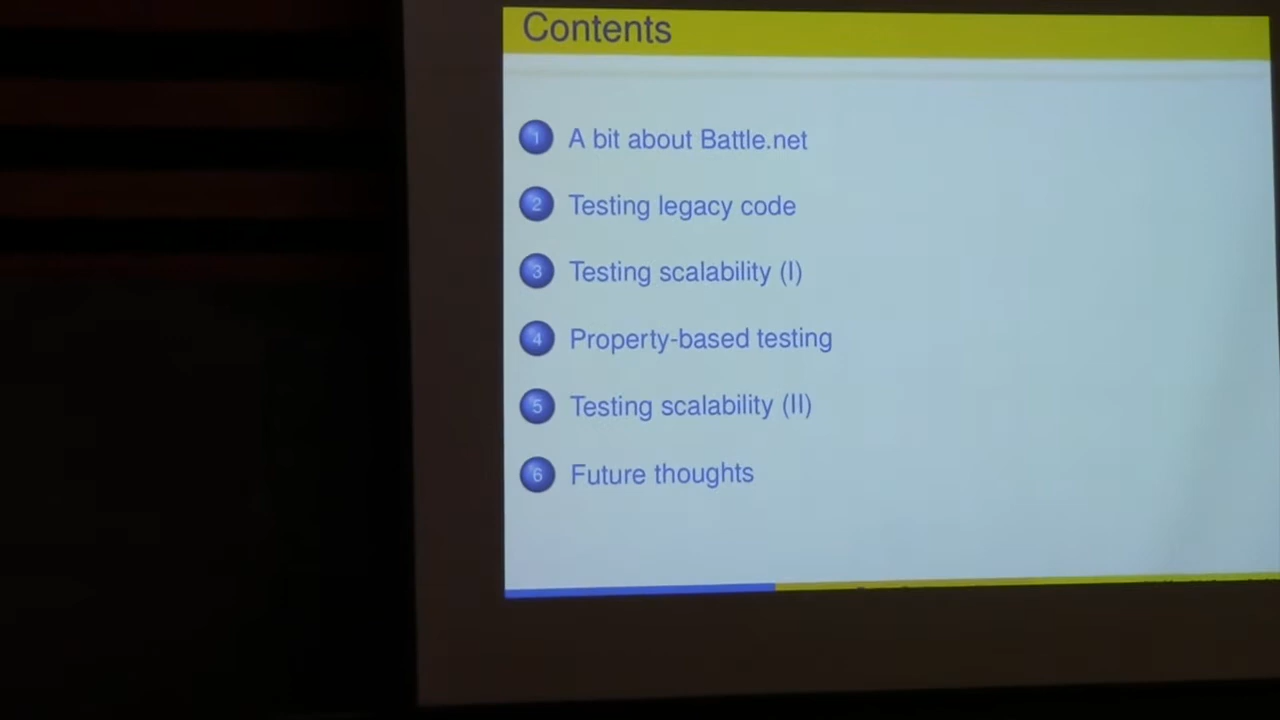 Contents
1 A bit about Battle.net
2 Testing legacy code
3 Testing scalability (I)
4 Property-based testing
5 Testing scalability (II)
6 Future thoughts